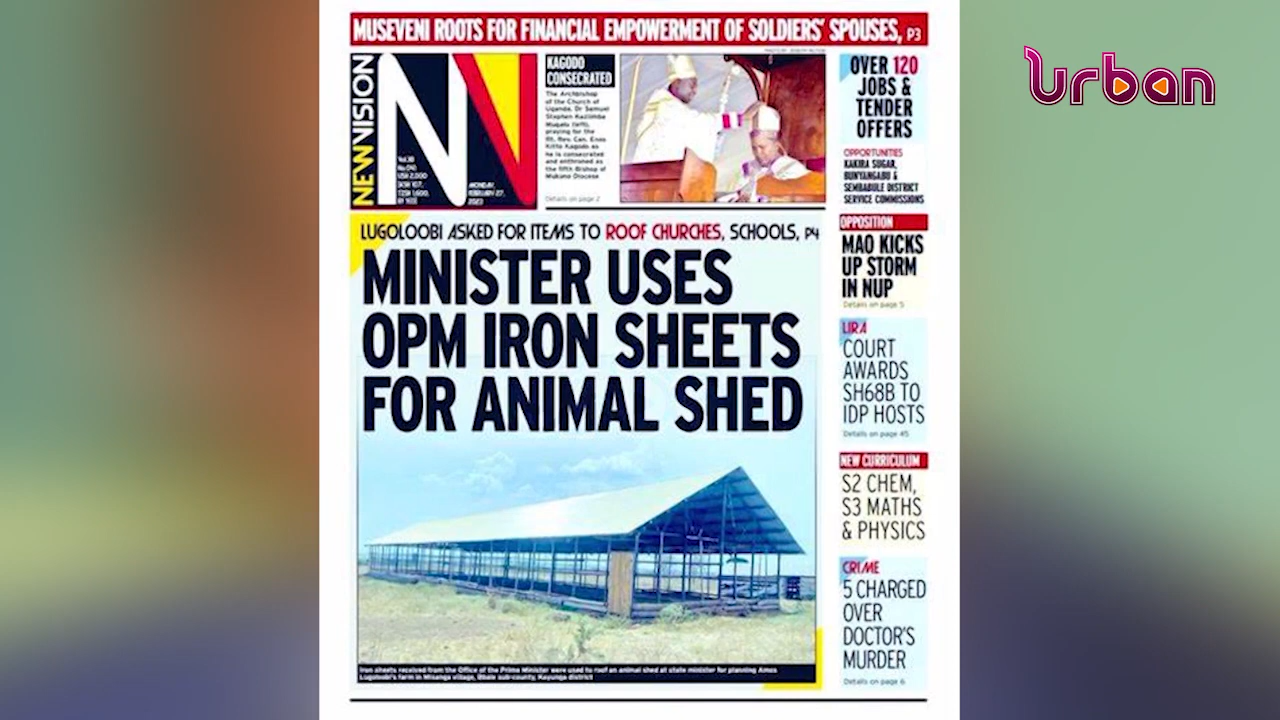 MUSEVENI ROOTS FOR FINANCIAL EMPOWERMENT OF SOLDIERS' SPOUSES, P3
Urban
NEW VISION
MONDAY,
FEBRUARY 27,
2023
KAGODO
CONSECRATED
The Archbishop
of the Church of
Uganda, Dr Samuel
Stephen Kaziimba
Mugalu (left),
praying for the
Rt. Rev. Can. Enos
Kitto Kagodo as
he is consecrated
and enthroned as
the fifth Bishop of
Mukono Diocese
Details on page 2
OVER 120
JOBS &
TENDER
OFFERS
OPPORTUNITIES
KAKIRA SUGAR,
BUNYANGABU &
SEMBABULE DISTRICT
SERVICE COMMISSIONS
LUGOLOOBI ASKED FOR ITEMS TO ROOF CHURCHES, SCHOOLS, P4
MINISTER USES
OPM IRON SHEETS
FOR ANIMAL SHED
Iron sheets received from the Office of the Prime Minister were used to roof an animal shed at state minister for planning Amos
Lugoloobi's farm in Misanga village, Bbale sub-county, Kayunga district
OPPOSITION
MAO KICKS
UP STORM
IN NUP
Details on page 5
LIRA
COURT
AWARDS
SH68B TO
IDP HOSTS
Details on page 45
NEW CURRICULUM
S2 CHEM,
S3 MATHS
& PHYSICS
CRIME
5 CHARGED
OVER
DOCTOR'S
MURDER
Details on page 6